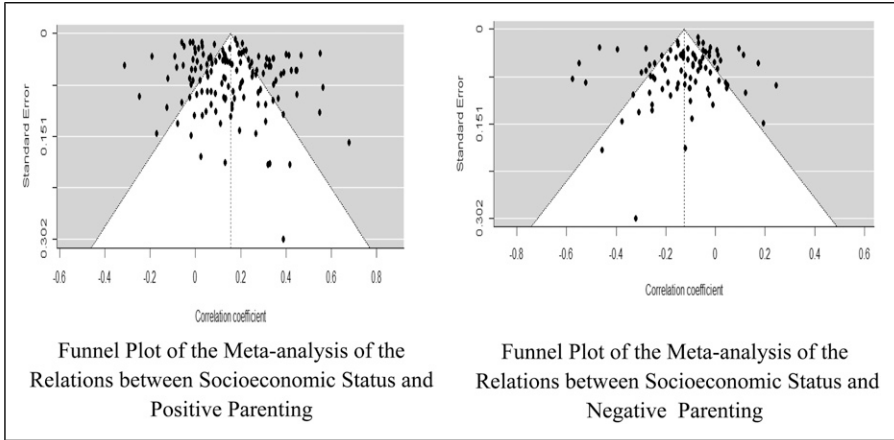 0
0.151
0.302
Standard Error
-0.6 -0.4 -0.2 0 0.2 0.4 0.6 0.8
Correlation coefficient
Funnel Plot of the Meta-analysis of the
Relations between Socioeconomic Status and
Positive Parenting
0
0.151
0.302
Standard Error
-0.8 -0.6 -0.4 -0.2 0 0.2 0.4 0.6
Correlation coefficient
Funnel Plot of the Meta-analysis of the
Relations between Socioeconomic Status and
Negative Parenting